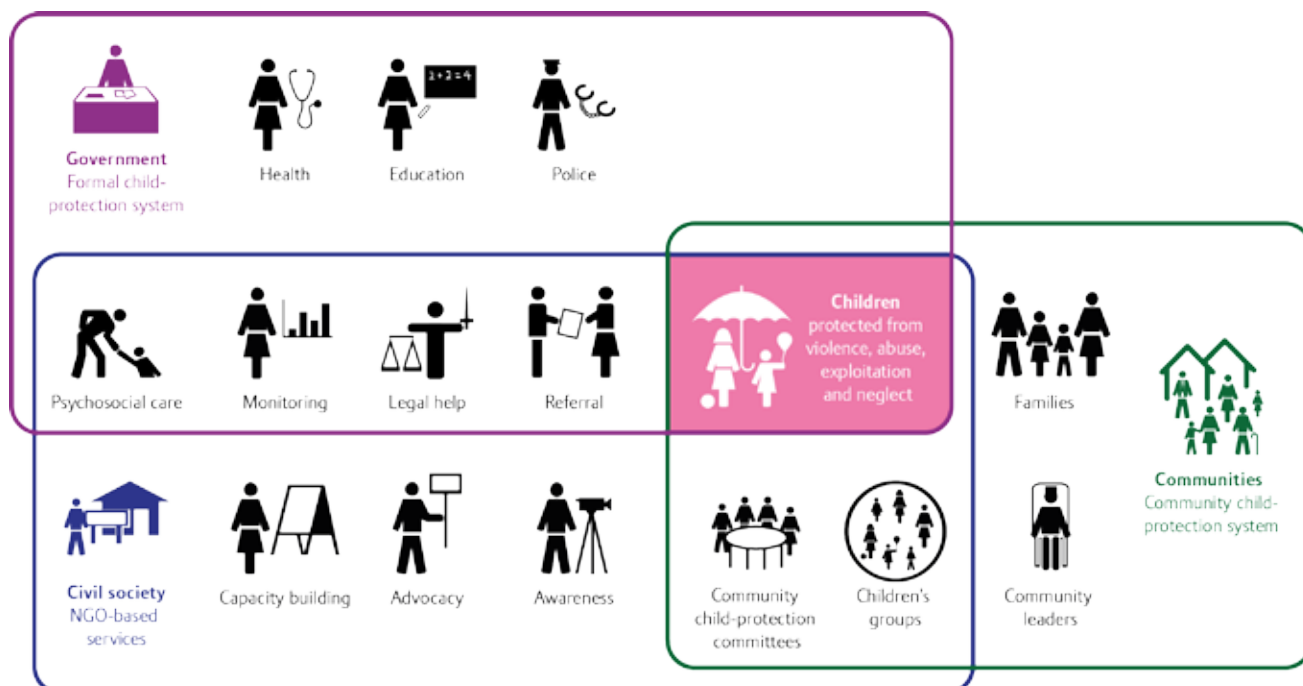 1+3=4
Government
Formal child-
protection system
Health
Education
Police
Psychosocial care
Monitoring
Legal help
Referral
Children
protected from
violence, abuse,
exploitation
and neglect
Families
Communities
Community child-
protection system
Civil society
NGO-based
services
Capacity building
Advocacy
Awareness
Community
child-protection
committees
Children's
groups
Community
leaders